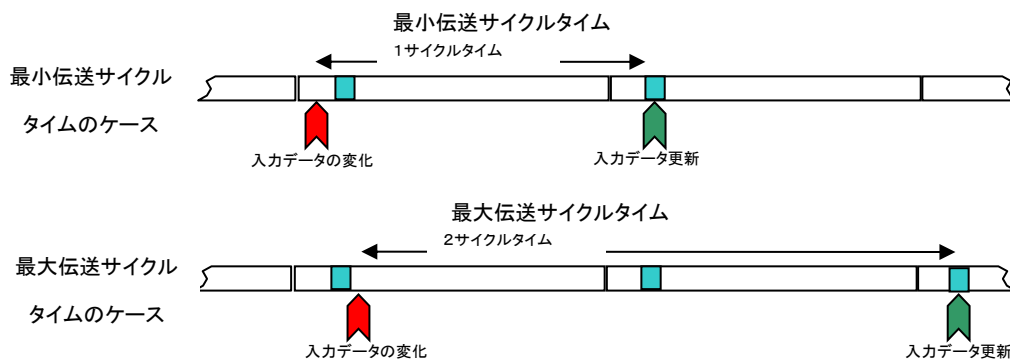 最小伝送サイクルタイム
1サイクルタイム
最小伝送サイクル
タイムのケース
入力データの変化
入力データ更新
最大伝送サイクルタイム
2サイクルタイム
最大伝送サイクル
タイムのケース
入力データの変化
入力データ更新